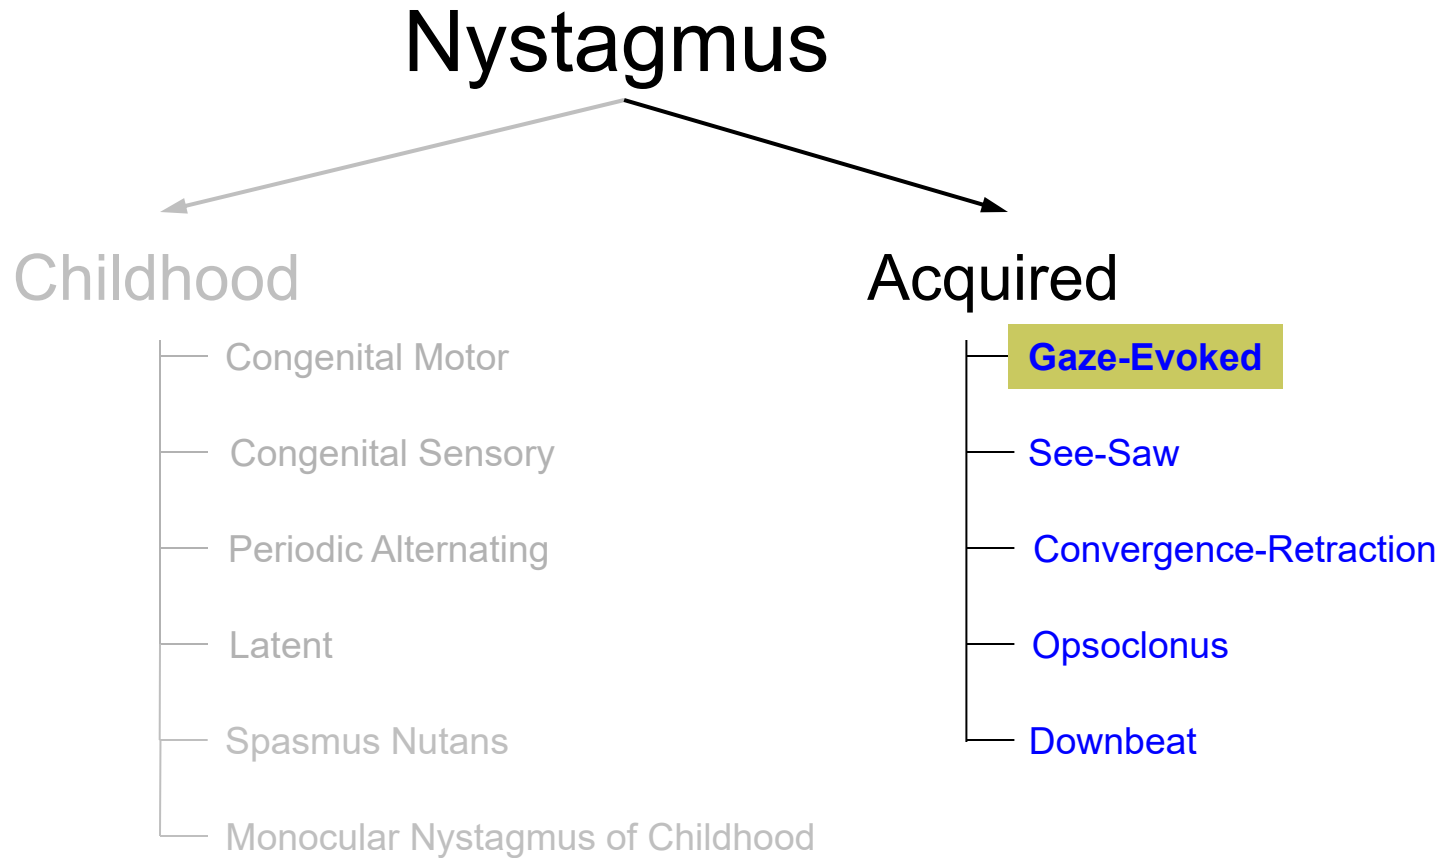 Nystagmus
Childhood
Congenital Motor
Congenital Sensory
Periodic Alternating
Latent
Spasmus Nutans
Monocular Nystagmus of Childhood
Acquired
Gaze-Evoked
See-Saw
Convergence-Retraction
Opsoclonus
Downbeat